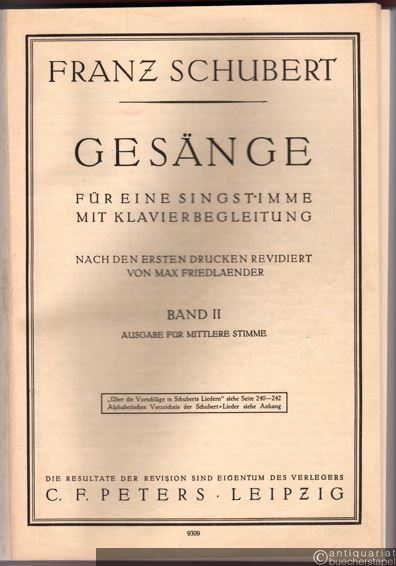 FRANZ SCHUBERT
GESÄNGE
FÜR EINE SINGSTIMME
MIT KLAVIERBEGLEITUNG
NACH DEN ERSTEN DRUCKEN REVIDIERT
VON MAX FRIEDLAENDER
BAND II
AUSGABE FÜR MITTLERE STIMME
„Über die Vorschläge in Schuberts Liedern" siehe Seite 240—242
Alphabetisches Verzeichnis der Schubert-Lieder siehe Anhang
DIE RESULTATE DER REVISION SIND EIGENTUM DES VERLEGERS
C. F. PETERS · LEIPZIG
9309
antiquariat
buecherstapel